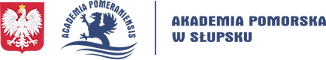 ACADEMIA POMERANIENSIS
AKADEMIA POMORSKA
W SŁUPSKU